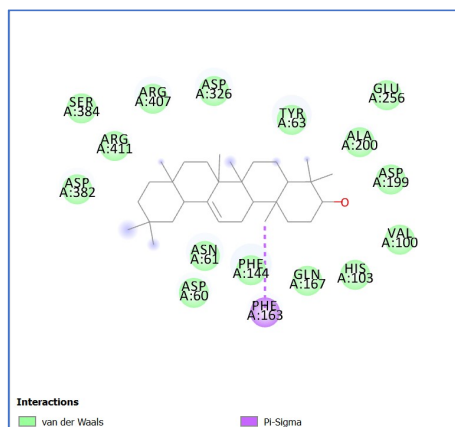 ASP
A:326
ARG
A:407
GLU
A:256
SER
A:384
TYR
A:63
ARG
A:411
ALA
A:200
ASP
A:382
ASP
A:199
O
VAL
A:100
ASN
A:61
PHE
A:144
HIS
A:103
GLN
A:167
ASP
A:60
PHE
A:163
Interactions
van der Waals
Pi-Sigma